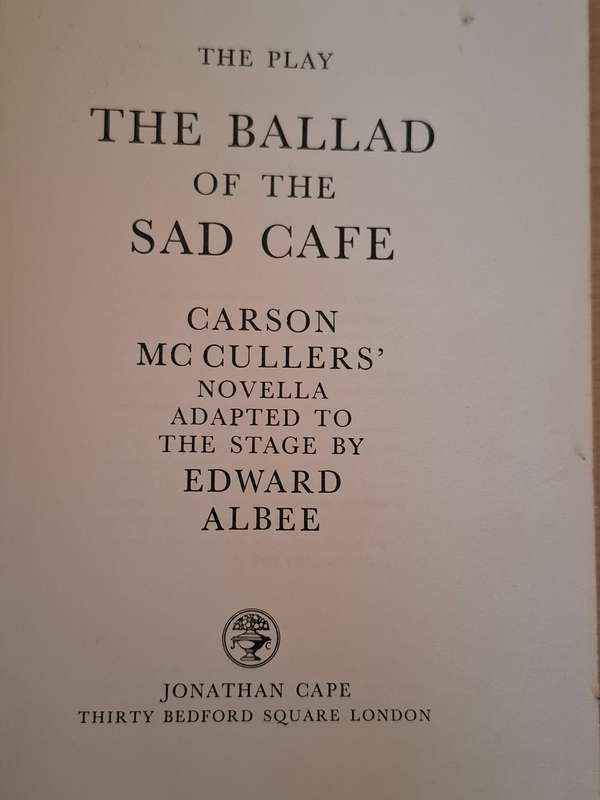 THE PLAY
THE BALLAD
OF THE
SAD CAFE
CARSON
MC CULLERS'
NOVELLA
ADAPTED TO
THE STAGE BY
EDWARD
ALBEE
J C
JONATHAN CAPE
THIRTY BEDFORD SQUARE LONDON